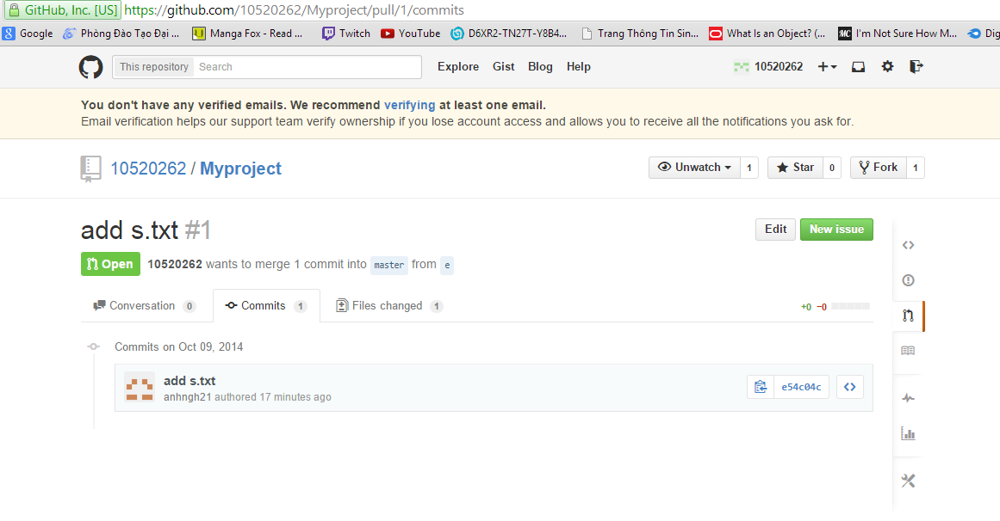 GitHub, Inc. [US] https://github.com/10520262/Myproject/pull/1/commits
Google Phòng Đào Tạo Đại ... Manga Fox - Read ... Twitch YouTube D6XR2-TN27T-Y8B4... Trang Thông Tin Sin... What Is an Object? (... I'm Not Sure How M... Dig
This repository Search Explore Gist Blog Help 10520262
You don't have any verified emails. We recommend verifying at least one email.
Email verification helps our support team verify ownership if you lose account access and allows you to receive all the notifications you ask for.
10520262 / Myproject Unwatch 1 Star 0 Fork 1
add s.txt #1 Edit New issue
Open 10520262 wants to merge 1 commit into master from e
Conversation 0 Commits 1 Files changed 1 +0 −0
Commits on Oct 09, 2014
add s.txt
anhngh21 authored 17 minutes ago e54c04c